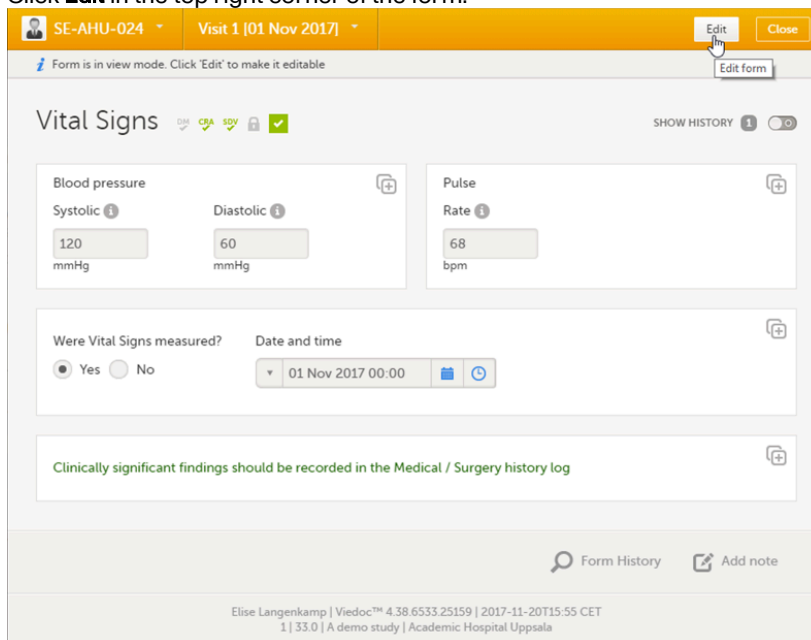 Click Edit in the top right corner of the form.
SE-AHU-024 Visit 1 [01 Nov 2017] Edit Close
i Form is in view mode. Click 'Edit' to make it editable
Edit form
Vital Signs DM CRA SDV SHOW HISTORY 1
Blood pressure Pulse
Systolic i Diastolic i Rate i
120 60 68
mmHg mmHg bpm
Were Vital Signs measured? Date and time
Yes No 01 Nov 2017 00:00
Clinically significant findings should be recorded in the Medical / Surgery history log
Form History Add note
Elise Langenkamp | Viedoc™ 4.38.6533.25159 | 2017-11-20T15:55 CET
1 | 33.0 | A demo study | Academic Hospital Uppsala